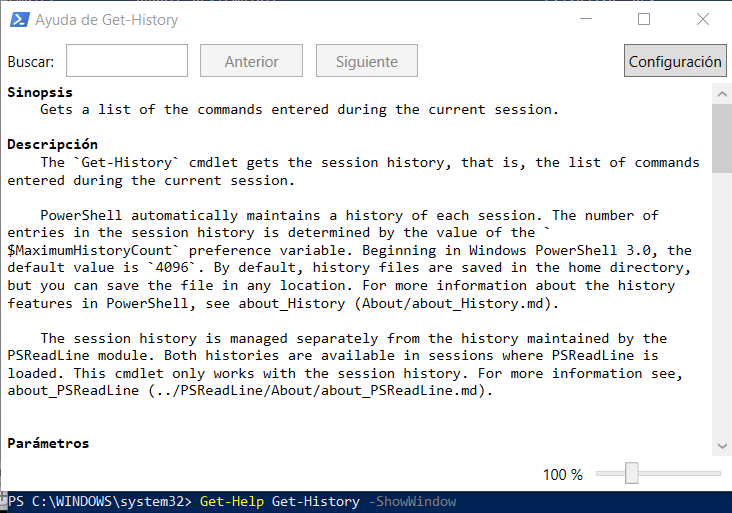 Ayuda de Get-History
Buscar:
Anterior
Siguiente
Configuración
Sinopsis
Gets a list of the commands entered during the current session.
Descripción
The `Get-History` cmdlet gets the session history, that is, the list of commands
entered during the current session.
PowerShell automatically maintains a history of each session. The number of
entries in the session history is determined by the value of the `
$MaximumHistoryCount` preference variable. Beginning in Windows PowerShell 3.0, the
default value is `4096`. By default, history files are saved in the home directory,
but you can save the file in any location. For more information about the history
features in PowerShell, see about_History (About/about_History.md).
The session history is managed separately from the history maintained by the
PSReadLine module. Both histories are available in sessions where PSReadLine is
loaded. This cmdlet only works with the session history. For more information see,
about_PSReadLine (../PSReadLine/About/about_PSReadLine.md).
Parámetros
100 %
PS C:\WINDOWS\system32> Get-Help Get-History -ShowWindow